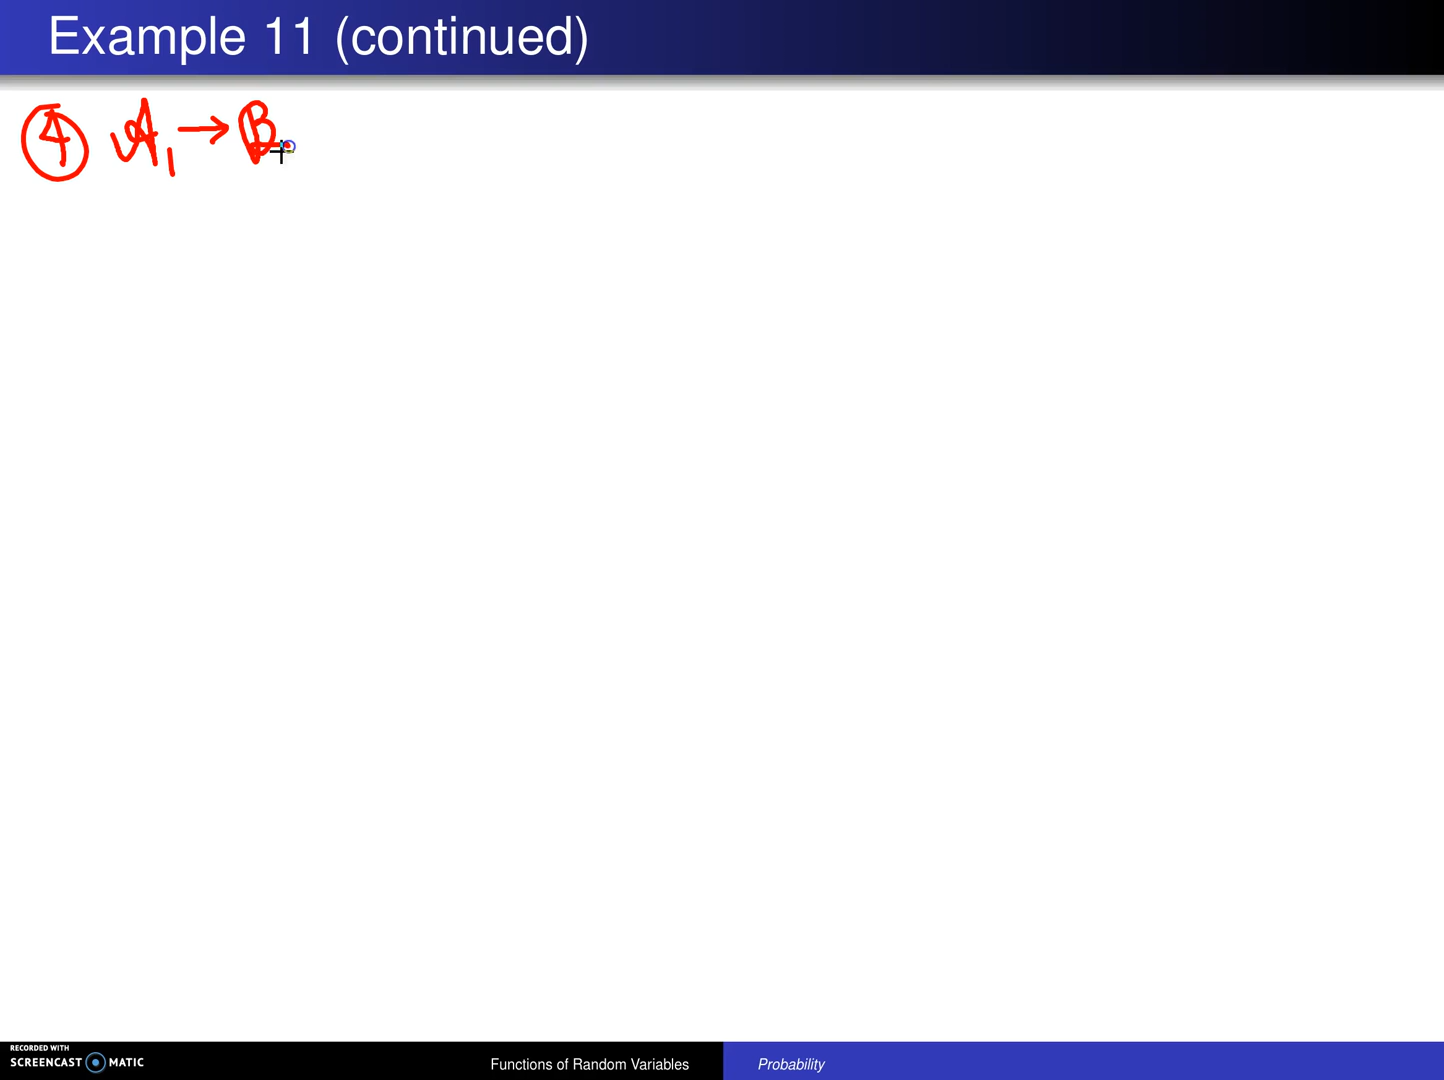 Example 11 (continued)
④ 𝒜₁ → ℬ
RECORDED WITH
SCREENCAST MATIC
Functions of Random Variables
Probability